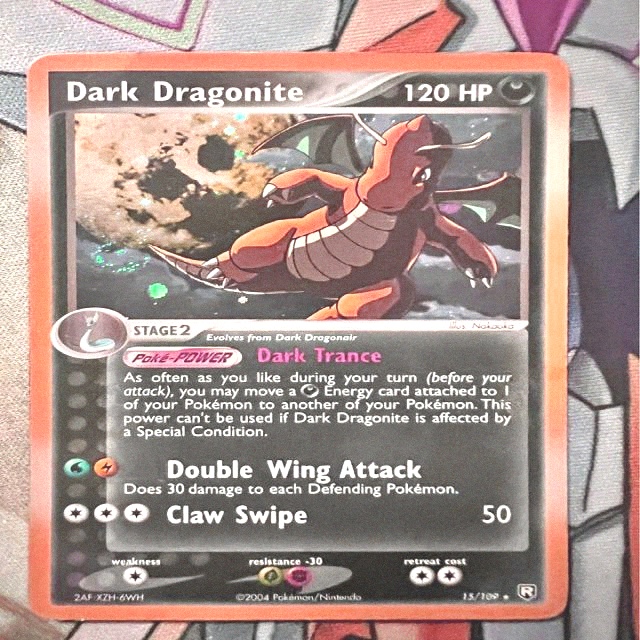 Dark Dragonite 120 HP
illus. Nakaoka
STAGE 2
Evolves from Dark Dragonair
Poké-POWER Dark Trance
As often as you like during your turn (before your
attack), you may move a Energy card attached to 1
of your Pokémon to another of your Pokémon. This
power can't be used if Dark Dragonite is affected by
a Special Condition.
Double Wing Attack
Does 30 damage to each Defending Pokémon.
Claw Swipe 50
weakness resistance -30 retreat cost
2AF-XZH-6WH ©2004 Pokémon/Nintendo 15/109 ★ R